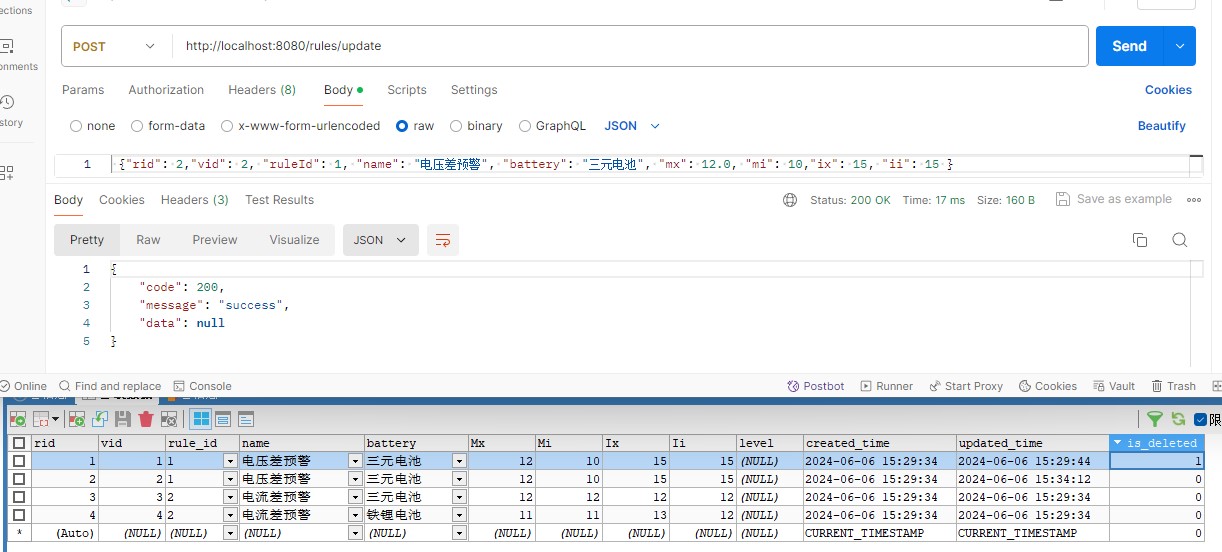 ections
POST http://localhost:8080/rules/update Send
onments
Params Authorization Headers (8) Body Scripts Settings Cookies
story
none form-data x-www-form-urlencoded raw binary GraphQL JSON Beautify
1 {"rid": 2,"vid": 2, "ruleId": 1, "name": "电压差预警", "battery": "三元电池", "mx": 12.0, "mi": 10,"ix": 15, "ii": 15 }
Body Cookies Headers (3) Test Results Status: 200 OK Time: 17 ms Size: 160 B Save as example
Pretty Raw Preview Visualize JSON
1 {
2 "code": 200,
3 "message": "success",
4 "data": null
5 }
Online Find and replace Console Postbot Runner Start Proxy Cookies Vault Trash
限
rid vid rule_id name battery Mx Mi Ix Ii level created_time updated_time is_deleted
1 1 1 电压差预警 三元电池 12 10 15 15 (NULL) 2024-06-06 15:29:34 2024-06-06 15:29:44 1
2 2 1 电压差预警 三元电池 12 10 15 15 (NULL) 2024-06-06 15:29:34 2024-06-06 15:34:12 0
3 3 2 电流差预警 三元电池 12 12 12 12 (NULL) 2024-06-06 15:29:34 2024-06-06 15:29:34 0
4 4 2 电流差预警 铁锂电池 11 11 13 12 (NULL) 2024-06-06 15:29:34 2024-06-06 15:29:34 0
* (Auto) (NULL) (NULL) (NULL) (NULL) (NULL) (NULL) (NULL) (NULL) (NULL) CURRENT_TIMESTAMP CURRENT_TIMESTAMP 0